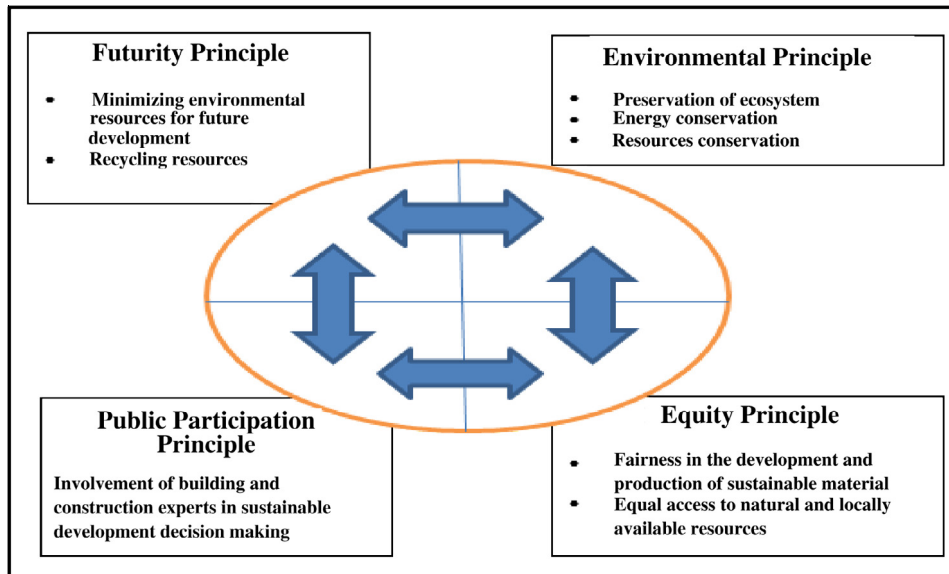 Futurity Principle
• Minimizing environmental
resources for future
development
• Recycling resources
Environmental Principle
• Preservation of ecosystem
• Energy conservation
• Resources conservation
Public Participation
Principle
Involvement of building and
construction experts in sustainable
development decision making
Equity Principle
• Fairness in the development and
production of sustainable material
• Equal access to natural and locally
available resources